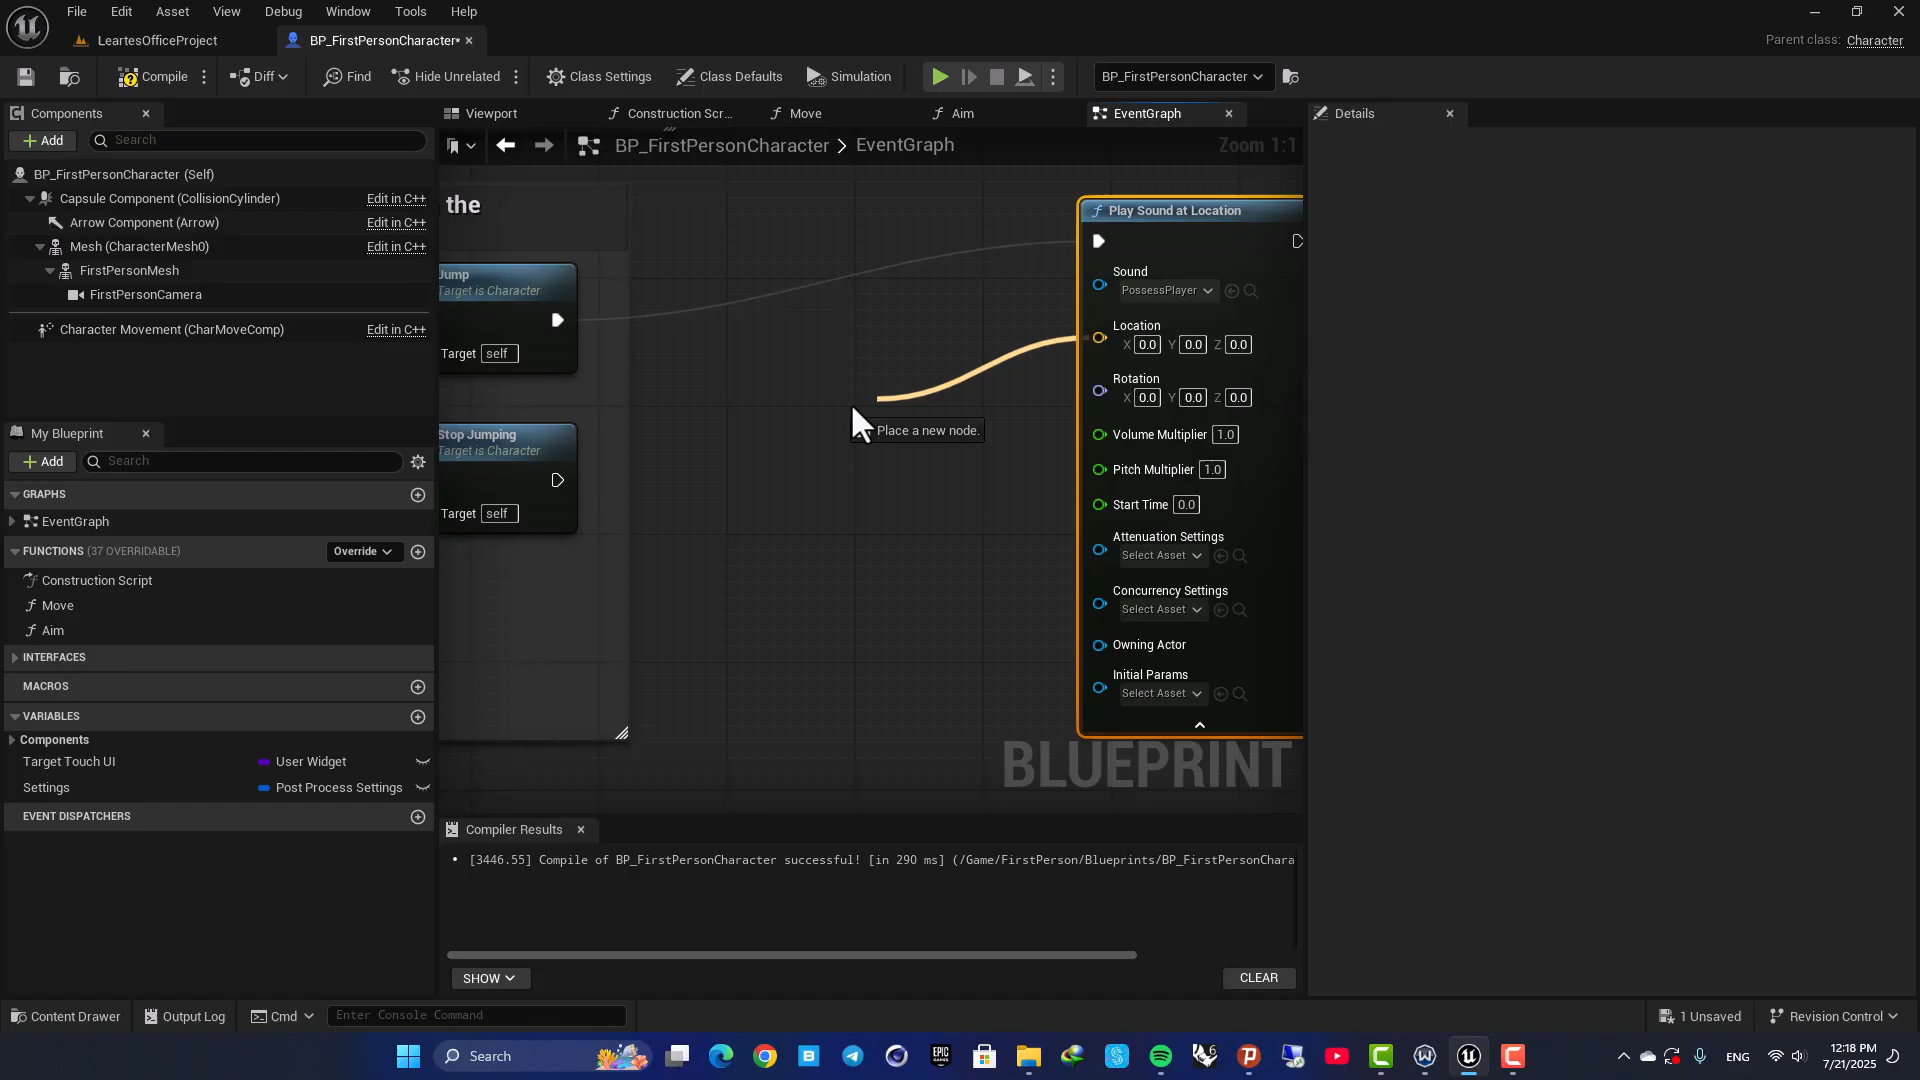 File Edit Asset View Window Debug Tools Help
LeartesOfficeProject
BP_FirstPersonCharacter*
Parent class: Character
Compile
Diff
Find
Hide Unrelated
Class Settings
Class Defaults
Simulation
BP_FirstPersonCharacter
Components
Add
Search
BP_FirstPersonCharacter (Self)
Capsule Component (CollisionCylinder) Edit in C++
Arrow Component (Arrow) Edit in C++
Mesh (CharacterMesh0) Edit in C++
FirstPersonMesh
FirstPersonCamera
Character Movement (CharMoveComp) Edit in C++
My Blueprint
Add
Search
GRAPHS
EventGraph
FUNCTIONS (37 OVERRIDABLE) Override
Construction Script
Move
Aim
INTERFACES
MACROS
VARIABLES
Components
Target Touch UI User Widget
Settings Post Process Settings
EVENT DISPATCHERS
Viewport
Construction Scr...
Move
Aim
EventGraph
BP_FirstPersonCharacter > EventGraph
Zoom 1:1
the
Jump
Target is Character
Target self
Stop Jumping
Target is Character
Target self
Place a new node.
Play Sound at Location
Sound
PossessPlayer
Location
X 0.0 Y 0.0 Z 0.0
Rotation
X 0.0 Y 0.0 Z 0.0
Volume Multiplier 1.0
Pitch Multiplier 1.0
Start Time 0.0
Attenuation Settings
Select Asset
Concurrency Settings
Select Asset
Owning Actor
Initial Params
Select Asset
BLUEPRINT
Compiler Results
• [3446.55] Compile of BP_FirstPersonCharacter successful! [in 290 ms] (/Game/FirstPerson/Blueprints/BP_FirstPersonChara
SHOW
CLEAR
Details
Content Drawer
Output Log
Cmd
Enter Console Command
1 Unsaved
Revision Control
Search
EPIC GAMES
6
ENG
12:18 PM
7/21/2025